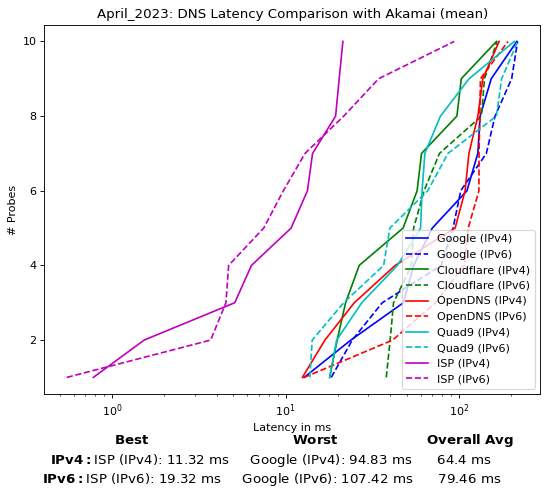 April_2023: DNS Latency Comparison with Akamai (mean)
# Probes
10
8
6
4
2
Google (IPv4)
Google (IPv6)
Cloudflare (IPv4)
Cloudflare (IPv6)
OpenDNS (IPv4)
OpenDNS (IPv6)
Quad9 (IPv4)
Quad9 (IPv6)
ISP (IPv4)
ISP (IPv6)
10⁰ 10¹ 10²
Latency in ms
Best Worst Overall Avg
IPv4: ISP (IPv4): 11.32 ms Google (IPv4): 94.83 ms 64.4 ms
IPv6: ISP (IPv6): 19.32 ms Google (IPv6): 107.42 ms 79.46 ms